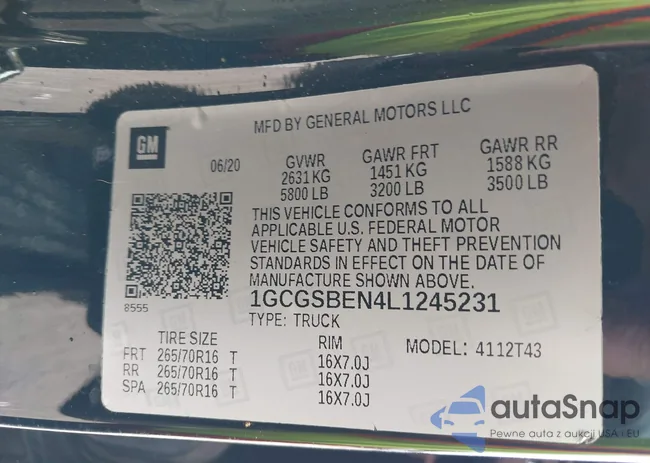 MFD BY GENERAL MOTORS LLC
GM
06/20
GVWR GAWR FRT GAWR RR
2631 KG 1451 KG 1588 KG
5800 LB 3200 LB 3500 LB
THIS VEHICLE CONFORMS TO ALL
APPLICABLE U.S. FEDERAL MOTOR
VEHICLE SAFETY AND THEFT PREVENTION
STANDARDS IN EFFECT ON THE DATE OF
MANUFACTURE SHOWN ABOVE.
8555
1GCGSBEN4L1245231
TYPE: TRUCK
TIRE SIZE RIM MODEL: 4112T43
FRT 265/70R16 T 16X7.0J
RR 265/70R16 T 16X7.0J
SPA 265/70R16 T 16X7.0J
autaSnap
Pewne auta z aukcji USA i EU